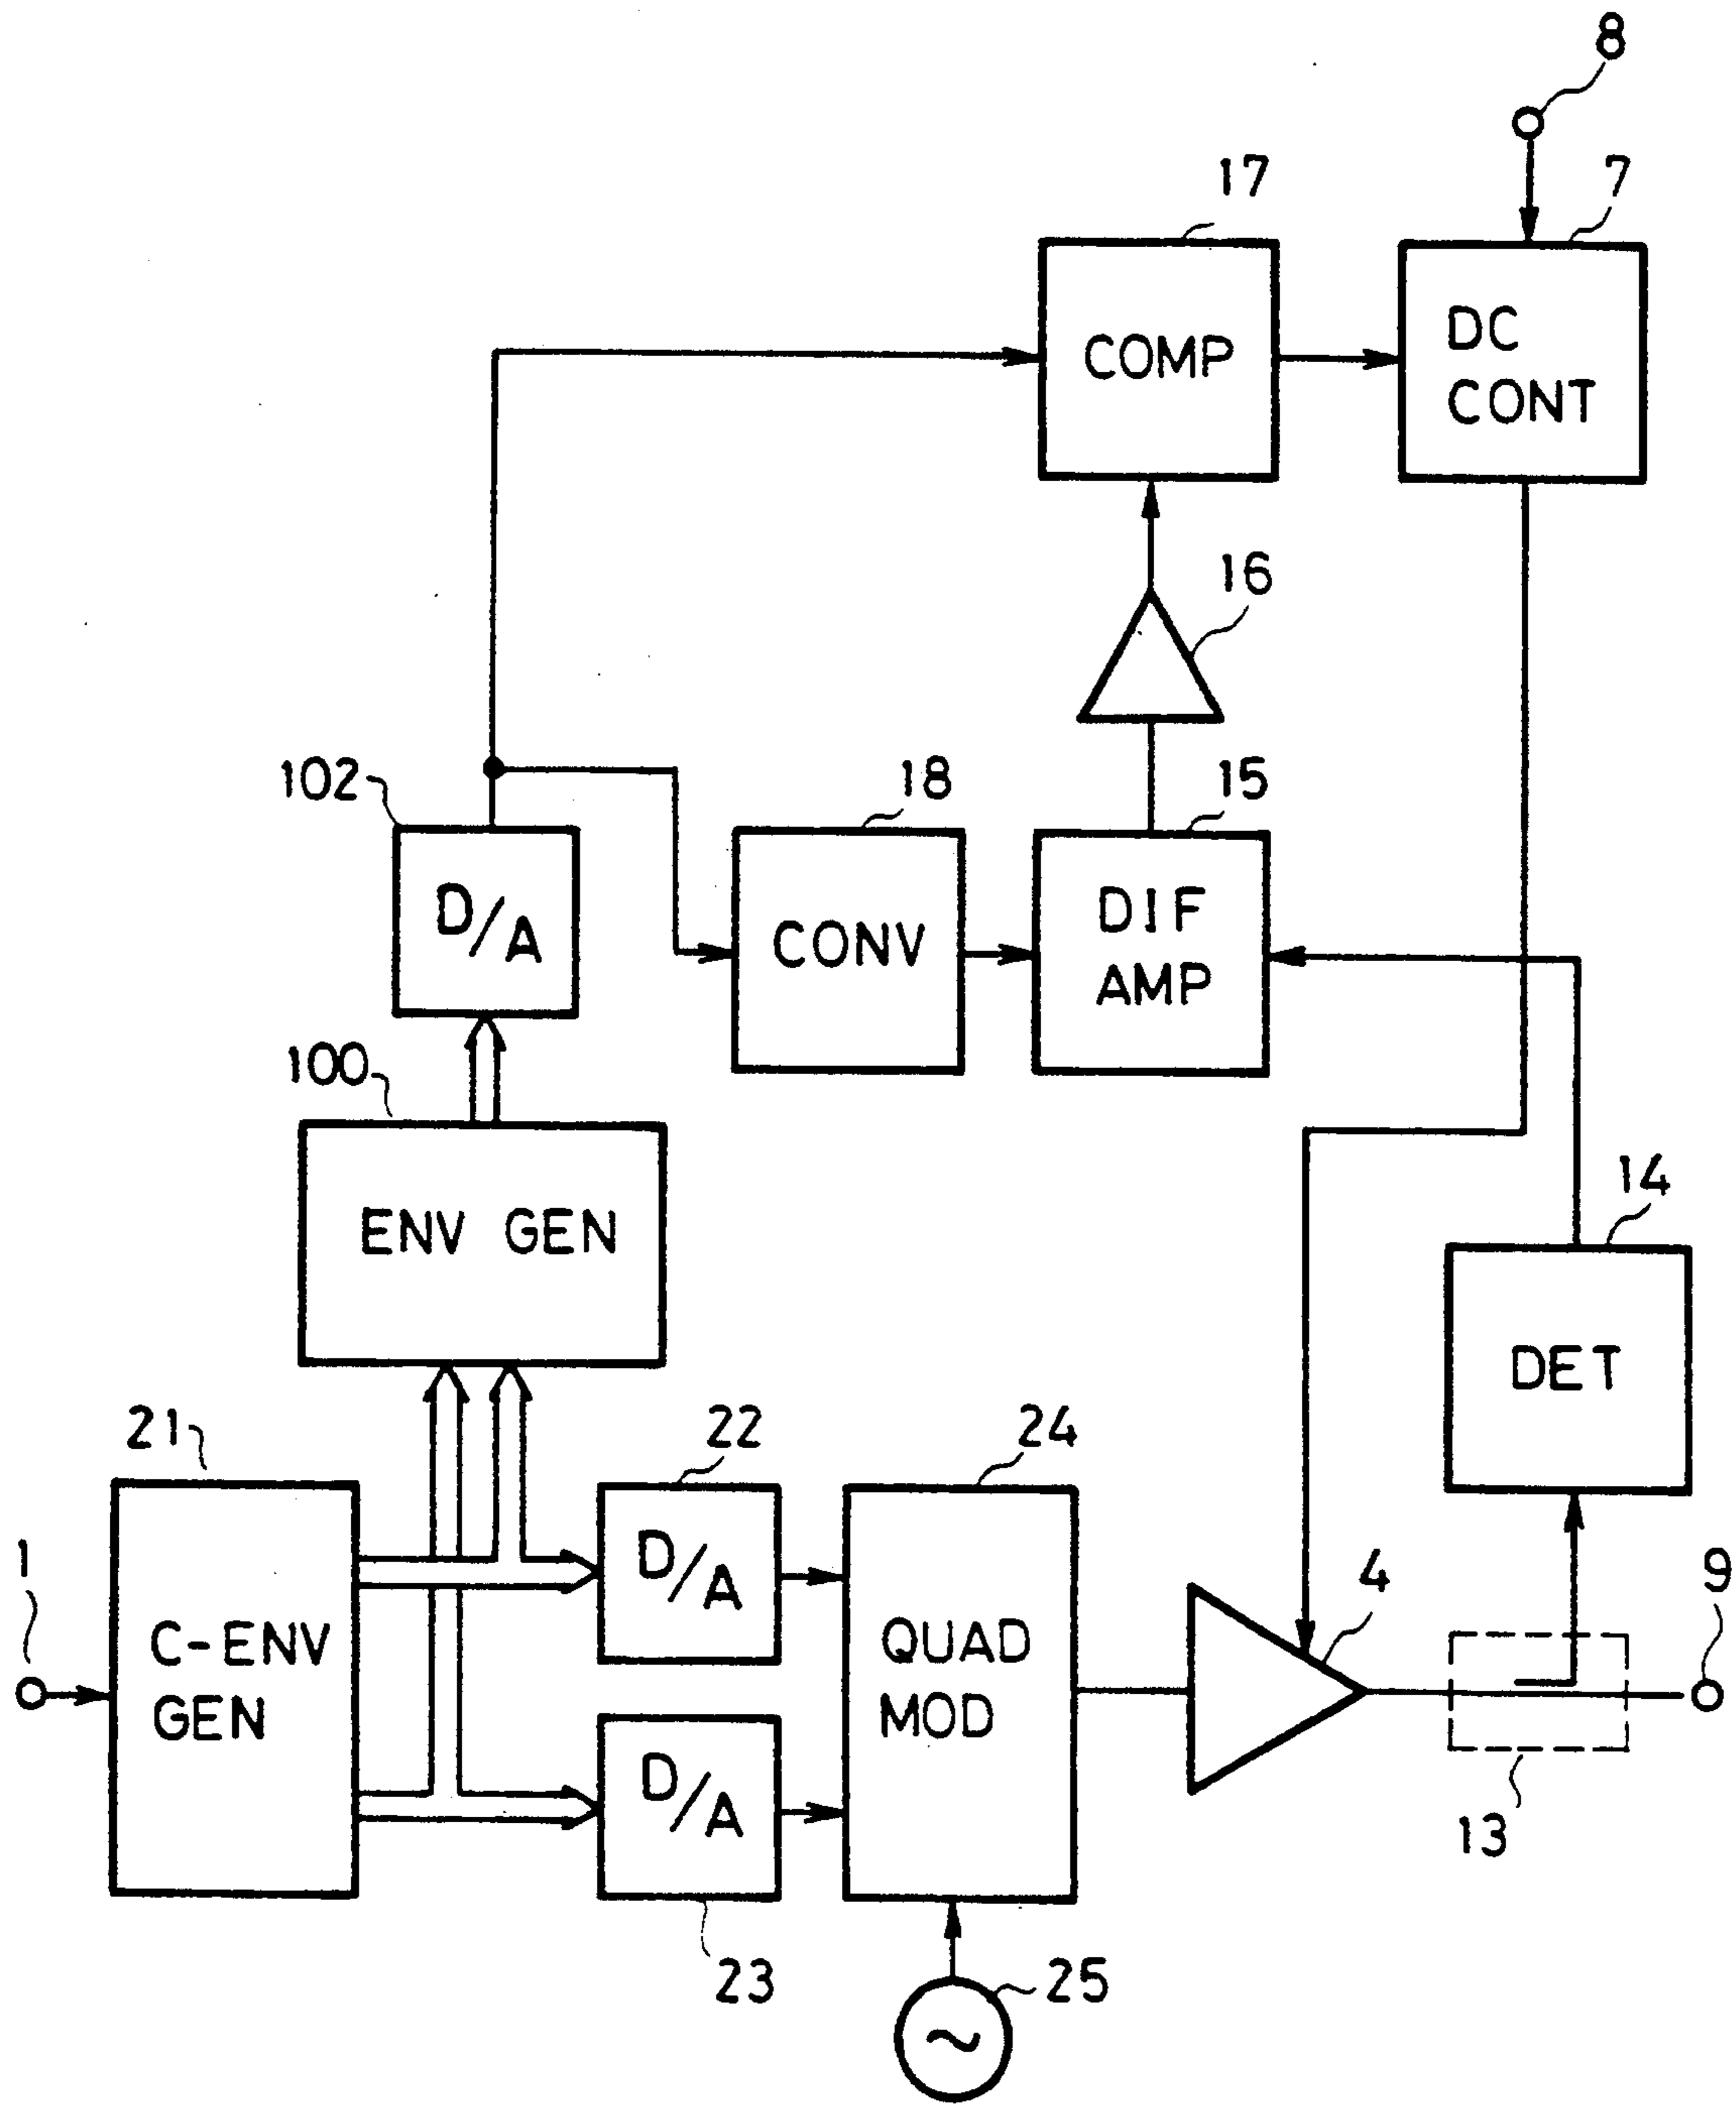 8
17
7
COMP
DC
CONT
16
102
18
15
D/A
CONV
DIF
AMP
100
ENV GEN
14
DET
21
22
24
1
C-ENV
GEN
D/A
QUAD
MOD
4
9
D/A
13
23
25